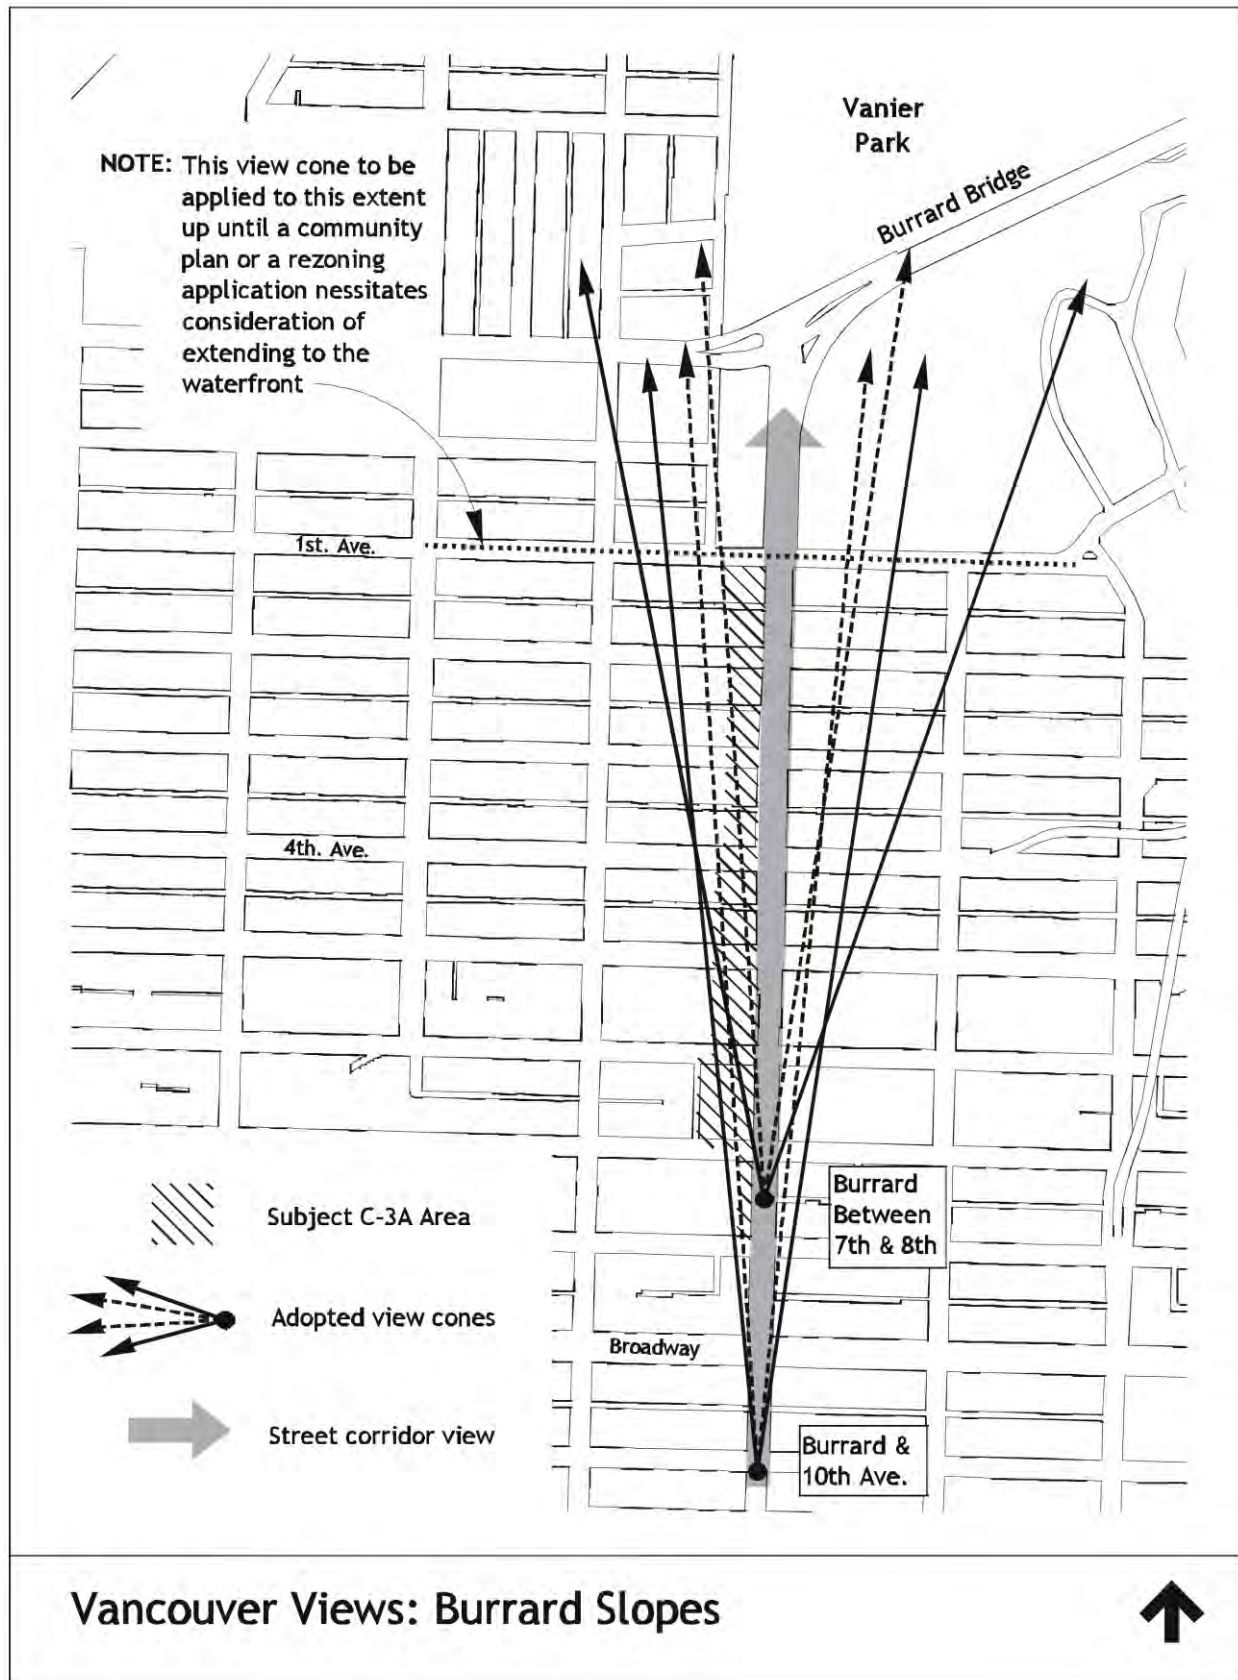 Vanier
Park
Burrard Bridge
NOTE: This view cone to be
applied to this extent
up until a community
plan or a rezoning
application nessitates
consideration of
extending to the
waterfront
1st. Ave.
4th. Ave.
Burrard
Between
7th & 8th
Subject C-3A Area
Adopted view cones
Broadway
Street corridor view
Burrard &
10th Ave.
Vancouver Views: Burrard Slopes